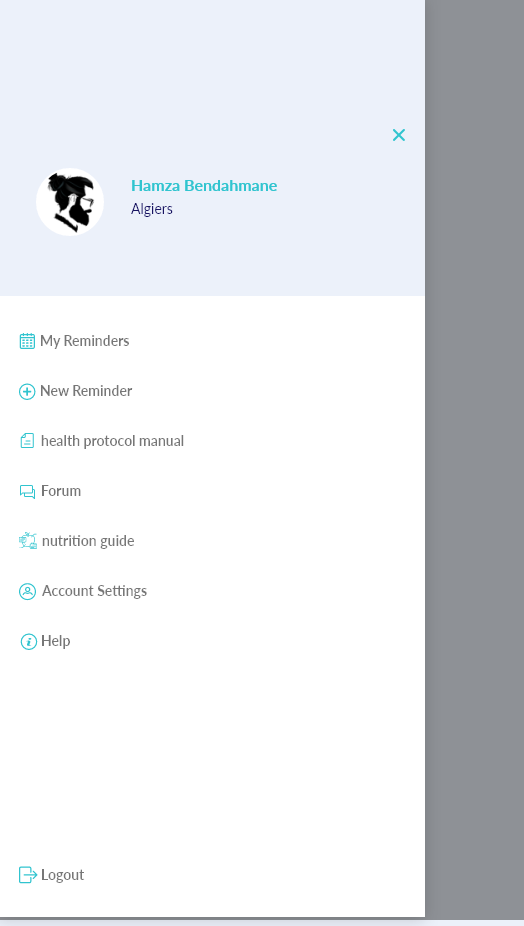 Hamza Bendahmane
Algiers
My Reminders
New Reminder
health protocol manual
Forum
nutrition guide
Account Settings
Help
Logout